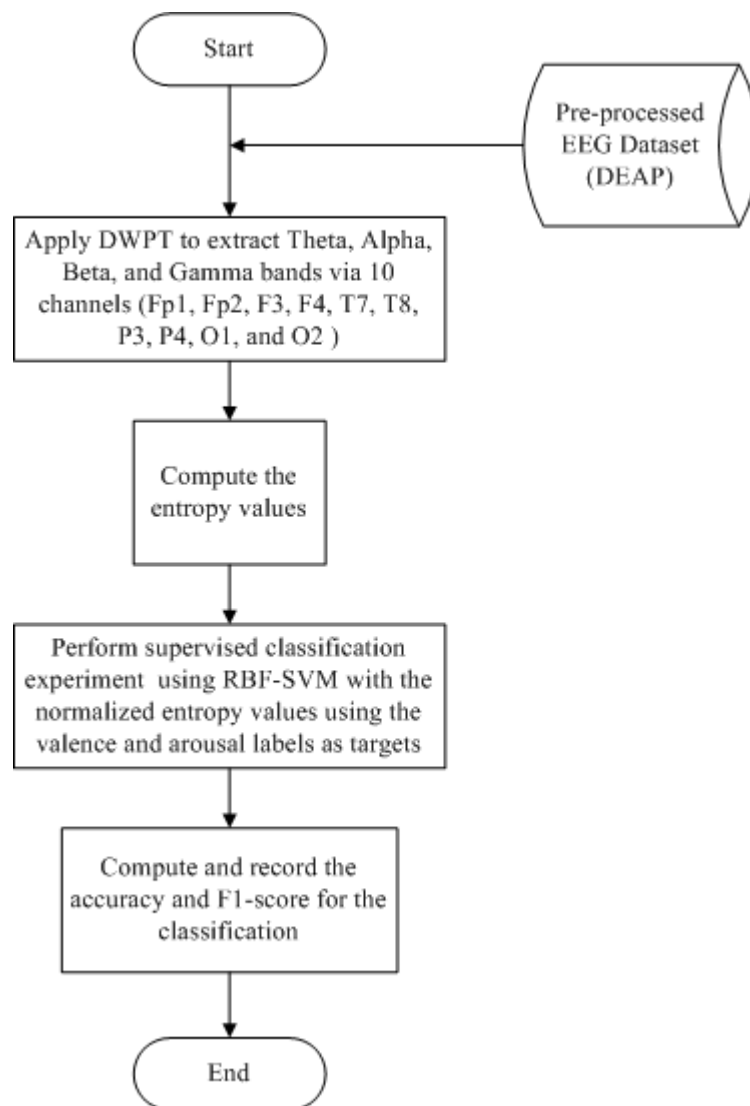 Start
Pre-processed
EEG Dataset
(DEAP)
Apply DWPT to extract Theta, Alpha,
Beta, and Gamma bands via 10
channels (Fp1, Fp2, F3, F4, T7, T8,
P3, P4, O1, and O2 )
Compute the
entropy values
Perform supervised classification
experiment using RBF-SVM with the
normalized entropy values using the
valence and arousal labels as targets
Compute and record the
accuracy and F1-score for the
classification
End